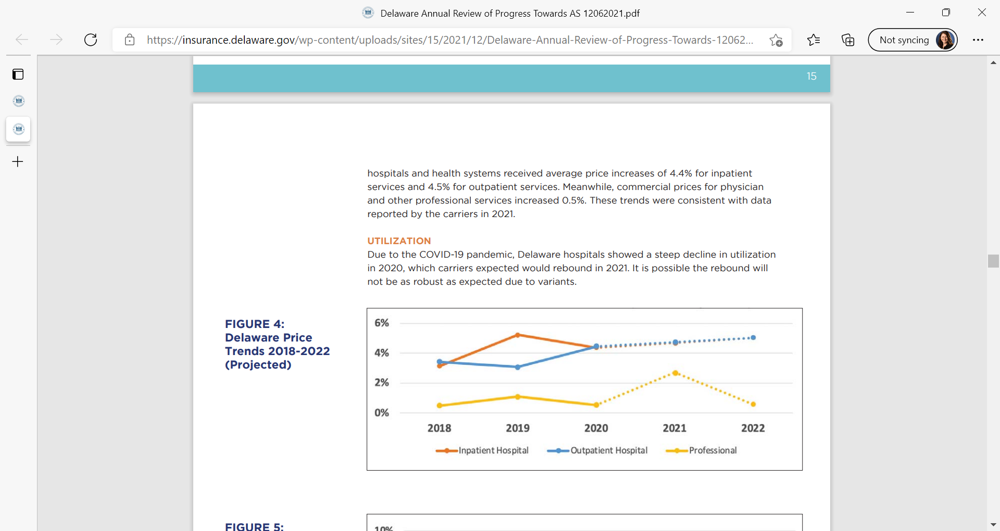 Delaware Annual Review of Progress Towards AS 12062021.pdf
https://insurance.delaware.gov/wp-content/uploads/sites/15/2021/12/Delaware-Annual-Review-of-Progress-Towards-12062...
Not syncing
15
hospitals and health systems received average price increases of 4.4% for inpatient
services and 4.5% for outpatient services. Meanwhile, commercial prices for physician
and other professional services increased 0.5%. These trends were consistent with data
reported by the carriers in 2021.
UTILIZATION
Due to the COVID-19 pandemic, Delaware hospitals showed a steep decline in utilization
in 2020, which carriers expected would rebound in 2021. It is possible the rebound will
not be as robust as expected due to variants.
FIGURE 4:
Delaware Price
Trends 2018-2022
(Projected)
6%
4%
2%
0%
2018 2019 2020 2021 2022
Inpatient Hospital Outpatient Hospital Professional
FIGURE 5:
10%